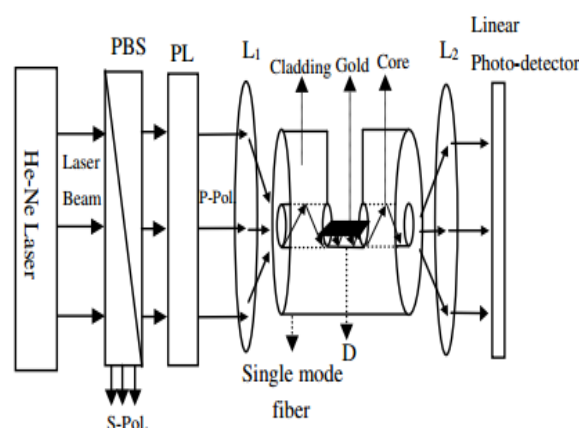 Linear
PBS
PL
L1
L2
Photo-detector
Cladding
Gold
Core
He-Ne Laser
Laser
Beam
P-Pol.
D
Single mode
fiber
S-Pol.